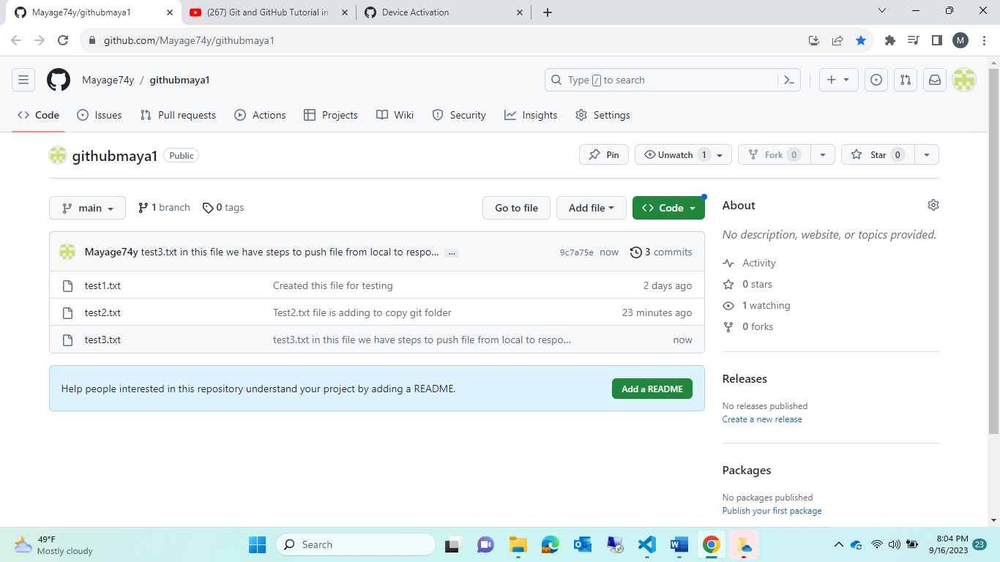 Mayage74y/githubmaya1
(267) Git and GitHub Tutorial in
Device Activation
github.com/Mayage74y/githubmaya1
M
Mayage74y / githubmaya1
Type / to search
Code Issues Pull requests Actions Projects Wiki Security Insights Settings
githubmaya1 Public
Pin Unwatch 1 Fork 0 Star 0
main 1 branch 0 tags
Go to file Add file <> Code
Mayage74y test3.txt in this file we have steps to push file from local to respo... ... 9c7a75e now 3 commits
test1.txt Created this file for testing 2 days ago
test2.txt Test2.txt file is adding to copy git folder 23 minutes ago
test3.txt test3.txt in this file we have steps to push file from local to respo... now
Help people interested in this repository understand your project by adding a README. Add a README
About
No description, website, or topics provided.
Activity
0 stars
1 watching
0 forks
Releases
No releases published
Create a new release
Packages
No packages published
Publish your first package
49°F
Mostly cloudy
Search
8:04 PM
9/16/2023
23